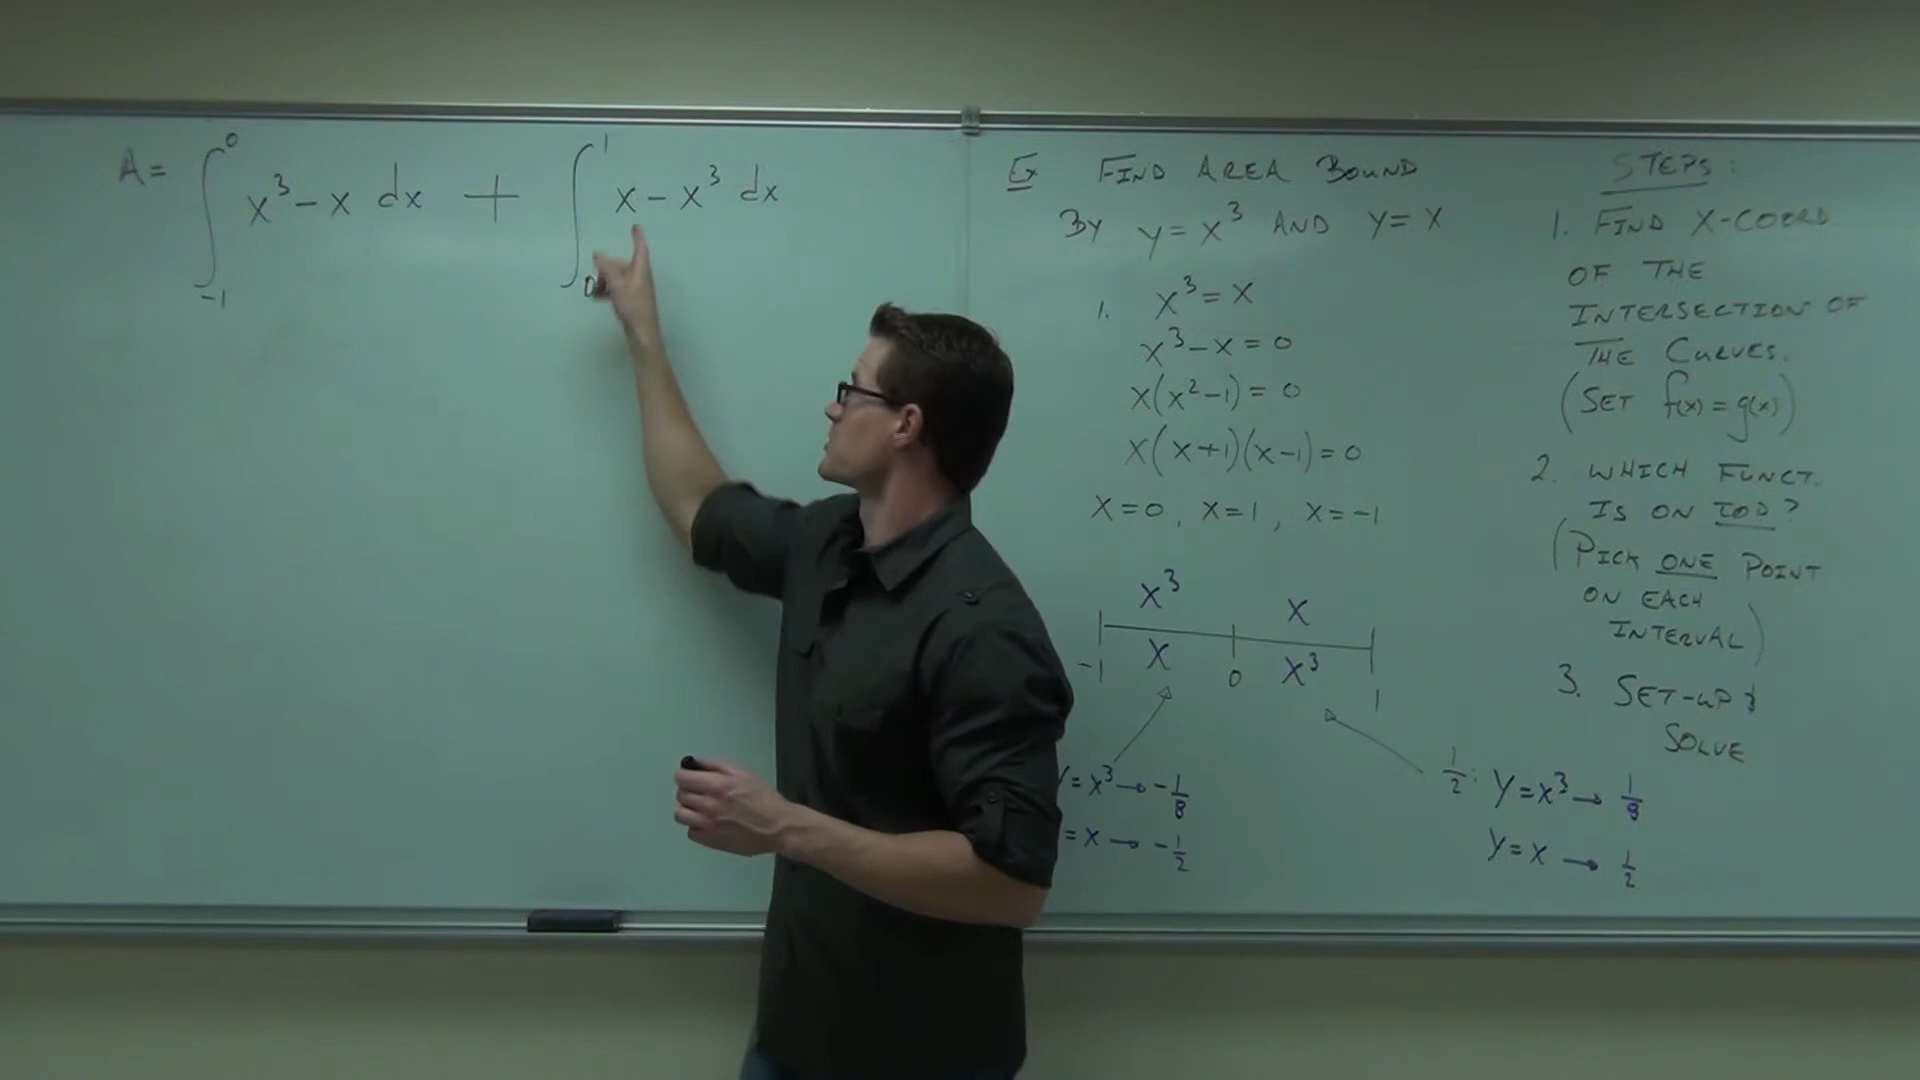 A = ∫₋₁⁰ x³ - x dx + ∫₀¹ x - x³ dx
Ex FIND AREA BOUND
BY y = x³ AND y = x
1. x³ = x
x³ - x = 0
x(x² - 1) = 0
x(x+1)(x-1) = 0
x = 0, x = 1, x = -1
x³ x
x x³
-1 0 1
= x³ → -1/8
= x → -1/2
1/2: y = x³ → 1/8
y = x → 1/2
STEPS:
1. FIND X-COORD
OF THE
INTERSECTION OF
THE CURVES.
(SET f(x) = g(x))
2. WHICH FUNCT.
IS ON TOP?
(PICK ONE POINT
ON EACH
INTERVAL)
3. SET-UP &
SOLVE